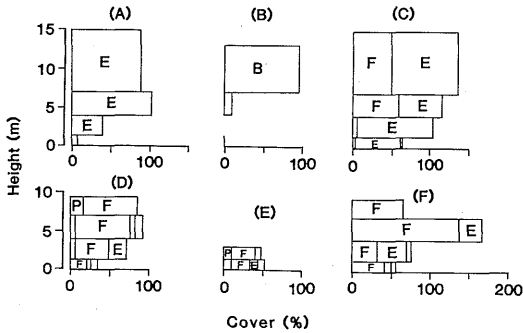 (A) (B) (C)
15 E B F E
10
5 E F E
E E
0 E
0 100 0 100 0 100
(D) (E) (F)
10 P F F
5 F F E
F E P F F E
0 F F E F
0 100 0 100 0 100 200
Height (m)
Cover (%)